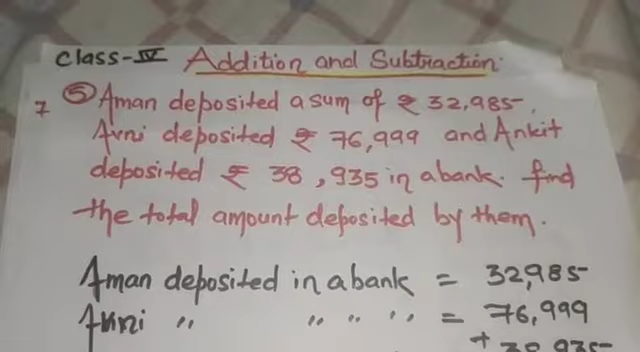 Class-IV Addition and Subtraction.
7 ⑤ Aman deposited a sum of ₹ 32,985.
Avni deposited ₹ 76,999 and Ankit
deposited ₹ 38,935 in a bank. find
the total amount deposited by them.
Aman deposited in a bank = 32,985
Avni " " " " = 76,999
+ 38,935